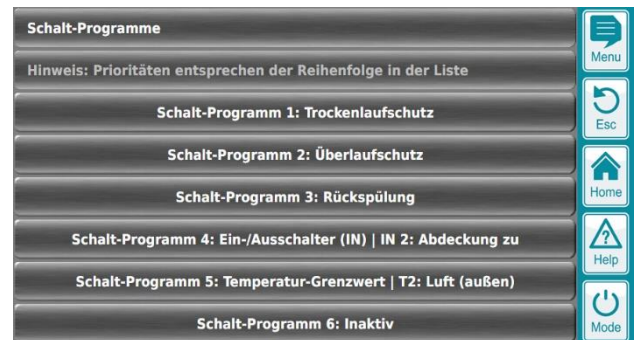 Schalt-Programme
Hinweis: Prioritäten entsprechen der Reihenfolge in der Liste
Schalt-Programm 1: Trockenlaufschutz
Schalt-Programm 2: Überlaufschutz
Schalt-Programm 3: Rückspülung
Schalt-Programm 4: Ein-/Ausschalter (IN) | IN 2: Abdeckung zu
Schalt-Programm 5: Temperatur-Grenzwert | T2: Luft (außen)
Schalt-Programm 6: Inaktiv
Menu
Esc
Home
?
Help
Mode